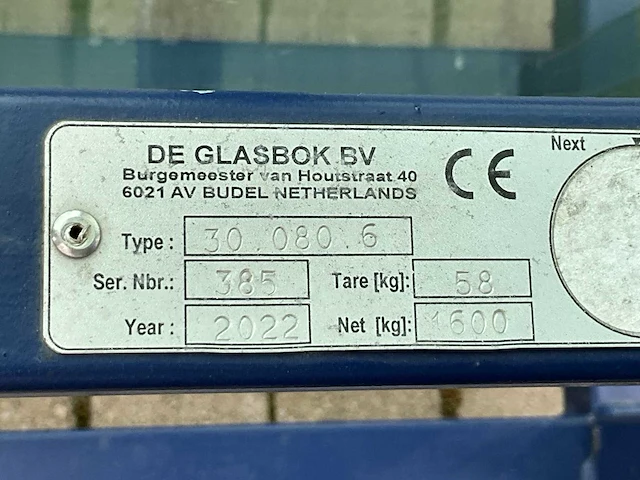 DE GLASBOK BV
Burgemeester van Houtstraat 40
6021 AV BUDEL NETHERLANDS
CE
Next
Type : 30.080.6
Ser. Nbr.: 385 Tare [kg]: 58
Year : 2022 Net [kg]: 1600